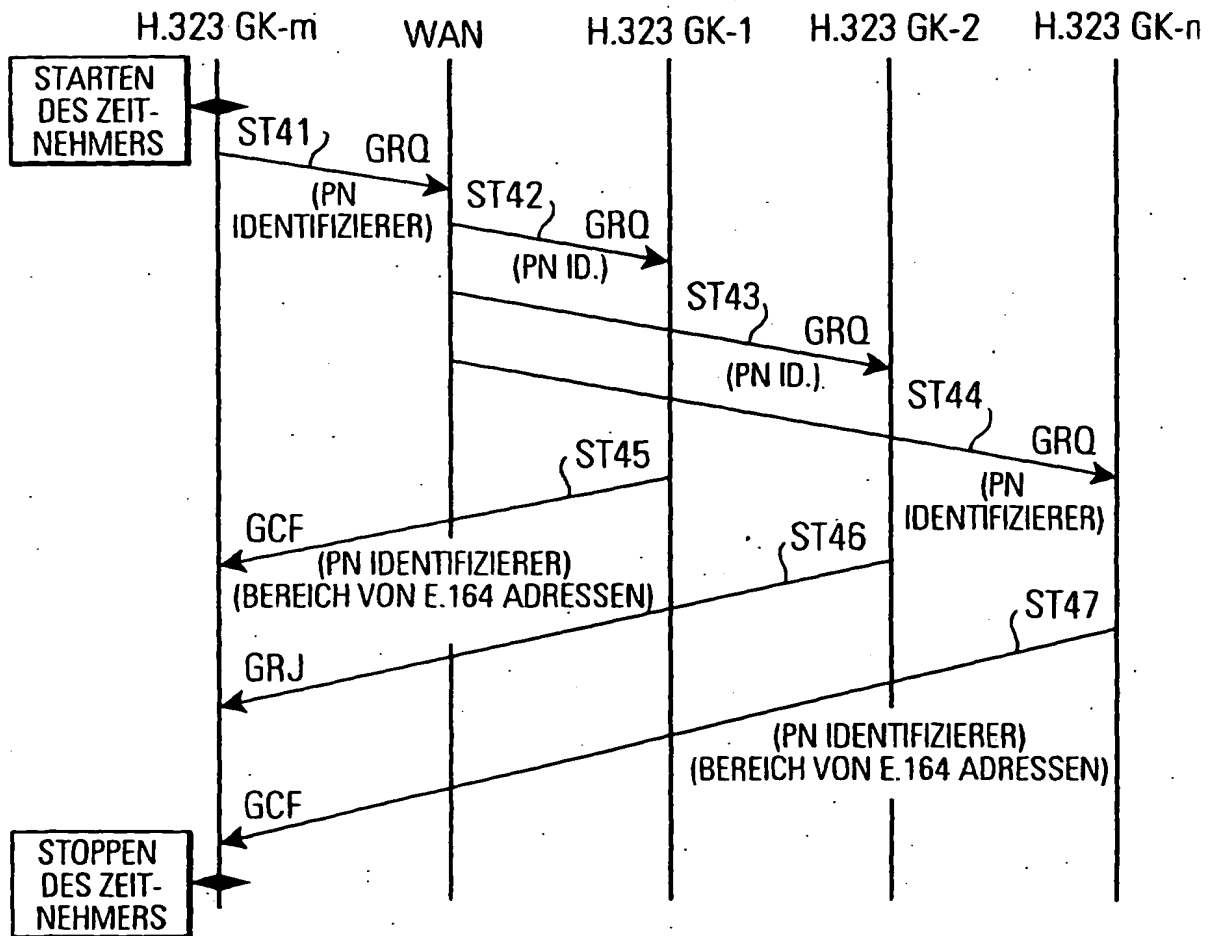 H.323 GK-m
WAN
H.323 GK-1
H.323 GK-2
H.323 GK-n
STARTEN
DES ZEIT-
NEHMERS
ST41
GRQ
(PN
IDENTIFIZIERER)
ST42
GRQ
(PN ID.)
ST43
GRQ
(PN ID.)
ST44
GRQ
(PN
IDENTIFIZIERER)
ST45
GCF
(PN IDENTIFIZIERER)
(BEREICH VON E.164 ADRESSEN)
ST46
GRJ
ST47
(PN IDENTIFIZIERER)
(BEREICH VON E.164 ADRESSEN)
GCF
STOPPEN
DES ZEIT-
NEHMERS